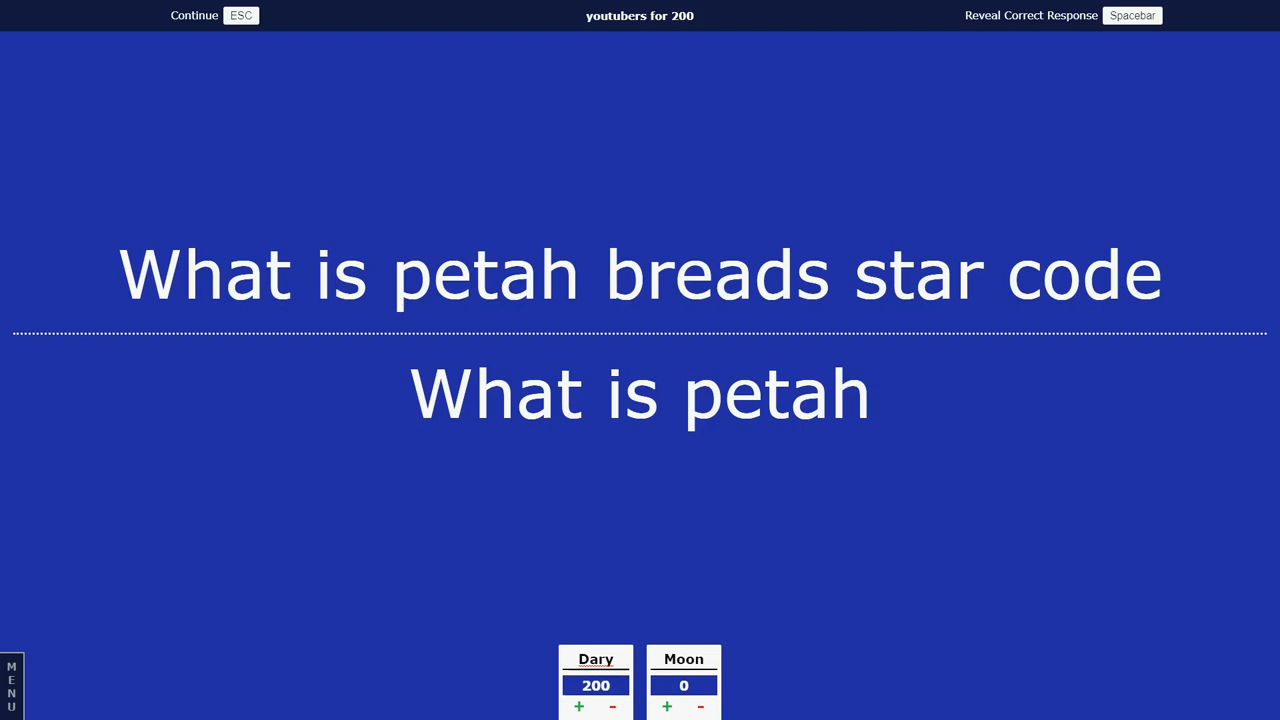 Continue ESC youtubers for 200 Reveal Correct Response Spacebar
What is petah breads star code
What is petah
MENU
Dary Moon
200 0
+ - + -